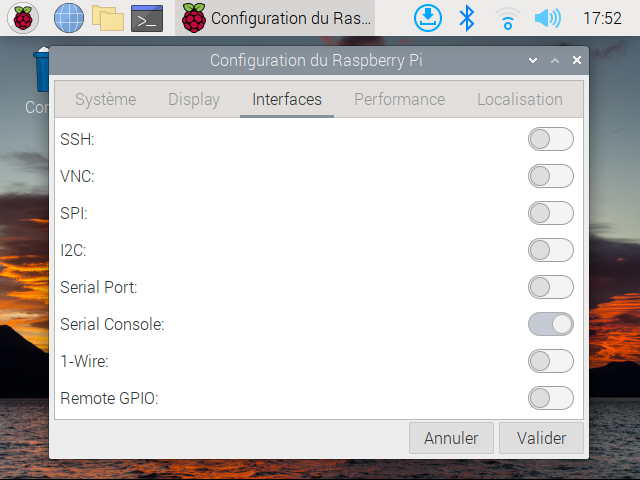 Configuration du Ras... 17:52
Configuration du Raspberry Pi
Système Display Interfaces Performance Localisation
SSH:
VNC:
SPI:
I2C:
Serial Port:
Serial Console:
1-Wire:
Remote GPIO:
Annuler Valider